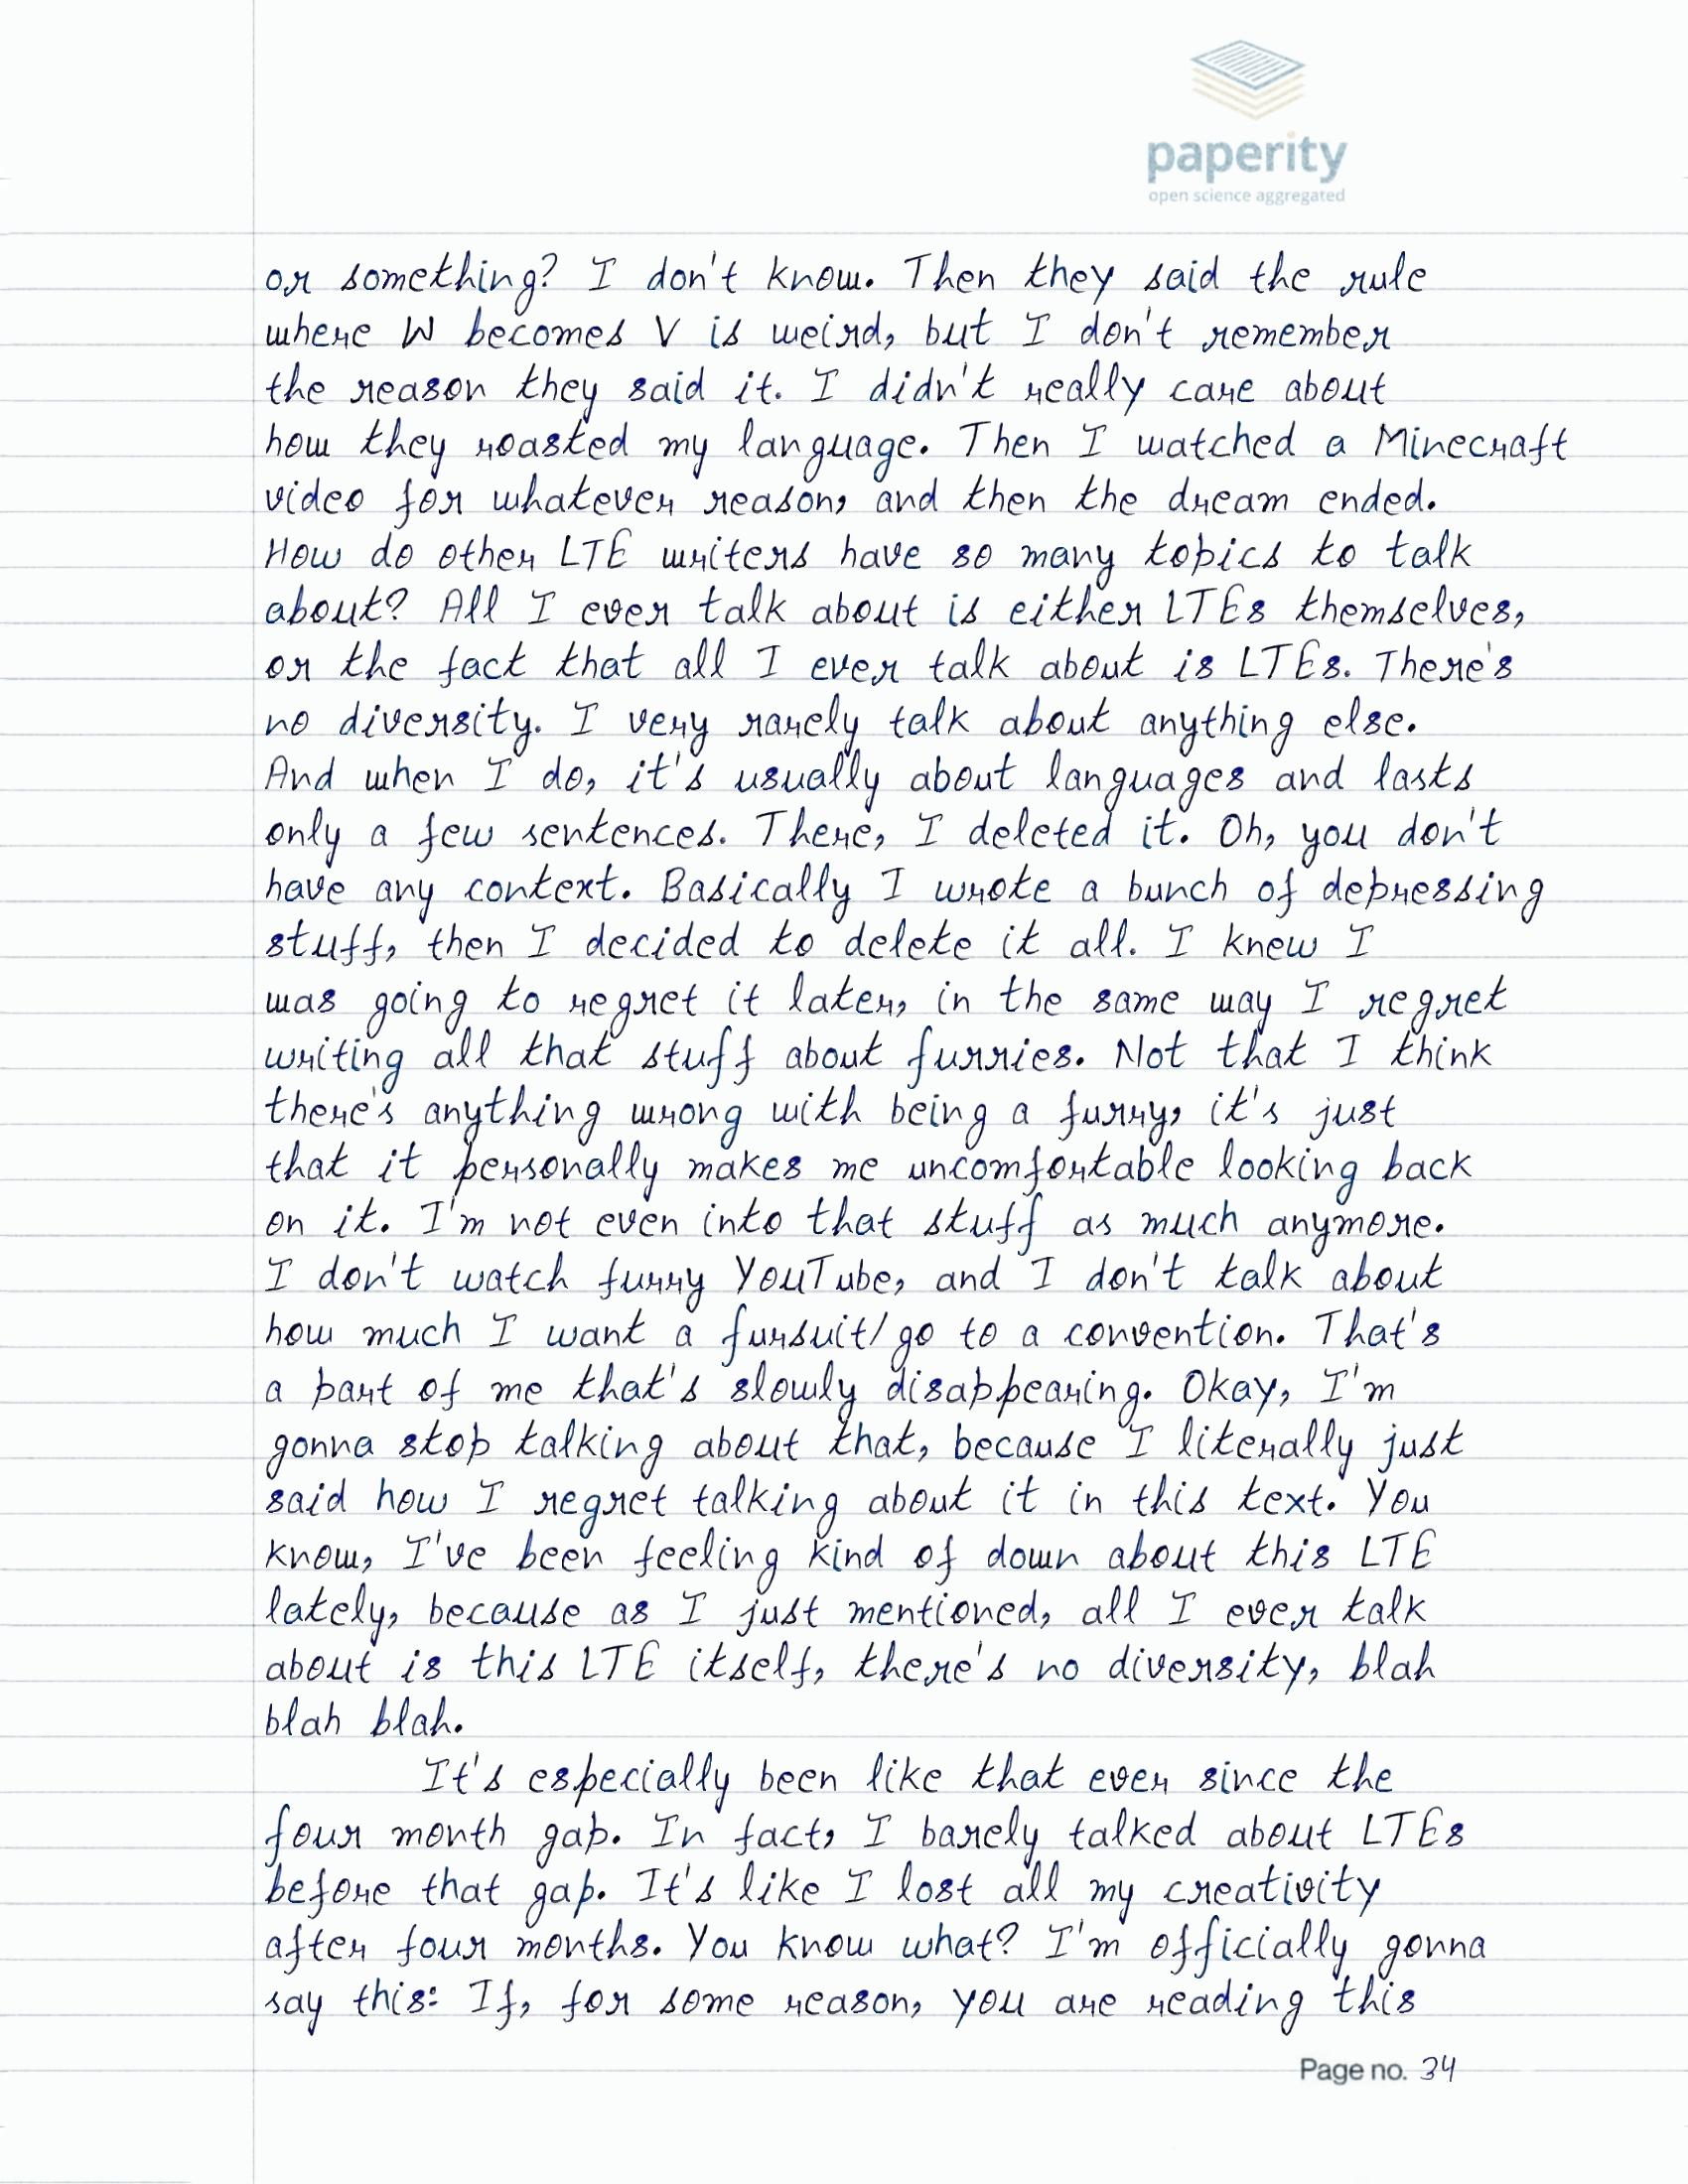 paperity
open science aggregated
or something? I don't know. Then they said the rule
where W becomes V is weird, but I don't remember
the reason they said it. I didn't really care about
how they roasted my language. Then I watched a Minecraft
video for whatever reason, and then the dream ended.
How do other LTE writers have so many topics to talk
about? All I ever talk about is either LTEs themselves,
or the fact that all I ever talk about is LTEs. There's
no diversity. I very rarely talk about anything else.
And when I do, it's usually about languages and lasts
only a few sentences. There, I deleted it. Oh, you don't
have any context. Basically I wrote a bunch of depressing
stuff, then I decided to delete it all. I knew I
was going to regret it later, in the same way I regret
writing all that stuff about furries. Not that I think
there's anything wrong with being a furry, it's just
that it personally makes me uncomfortable looking back
on it. I'm not even into that stuff as much anymore.
I don't watch furry YouTube, and I don't talk about
how much I want a fursuit/go to a convention. That's
a part of me that's slowly disappearing. Okay, I'm
gonna stop talking about that, because I literally just
said how I regret talking about it in this text. You
know, I've been feeling kind of down about this LTE
lately, because as I just mentioned, all I ever talk
about is this LTE itself, there's no diversity, blah
blah blah.
It's especially been like that ever since the
four month gap. In fact, I barely talked about LTEs
before that gap. It's like I lost all my creativity
after four months. You know what? I'm officially gonna
say this: If, for some reason, you are reading this
Page no. 34